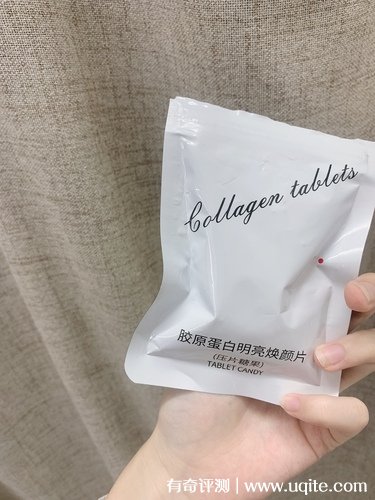 Collagen tablets
胶原蛋白明亮焕颜片
(压片糖果)
TABLET CANDY
有奇评测 | www.uqite.com